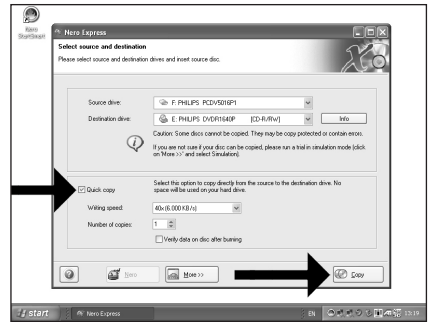 Nero
StartSmart
Nero Express
Select source and destination
Please select source and destination drives and insert source disc.
Source drive:
F: PHILIPS PCDV5016P1
Destination drive:
E: PHILIPS DVDR1640P [CD-R/RW]
Info
Caution: Some discs cannot be copied. They may be copy protected or contain errors.
If you are not sure if your disc can be copied, please run a trial in simulation mode (click
on 'More >>' and select Simulation).
Quick copy
Select this option to copy directly from the source to the destination drive. No
space will be used on your hard drive.
Writing speed:
40x (6.000 KB/s)
Number of copies:
1
Verify data on disc after burning
Nero
More >>
Copy
start
Nero Express
EN
13:19